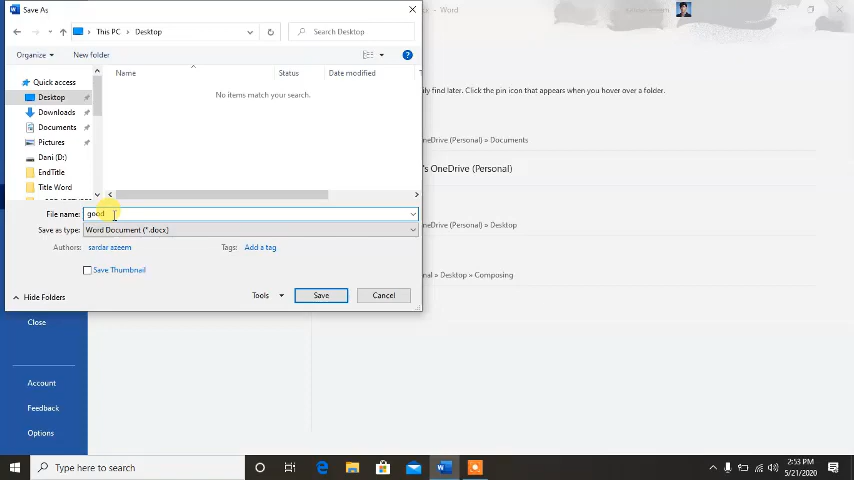 Save As
This PC > Desktop
Search Desktop
Organize
New folder
Name
Status
Date modified
Quick access
No items match your search.
Desktop
Downloads
Documents
Pictures
Dani (D:)
EndTitle
Title Word
File name: good
Save as type: Word Document (*.docx)
Authors: sardar azeem
Tags: Add a tag
Save Thumbnail
Hide Folders
Tools
Save
Cancel
- Word
find later. Click the pin icon that appears when you hover over a folder.
OneDrive (Personal) » Documents
's OneDrive (Personal)
OneDrive (Personal) » Desktop
» Desktop » Composing
Close
Account
Feedback
Options
Type here to search
2:53 PM
5/21/2020